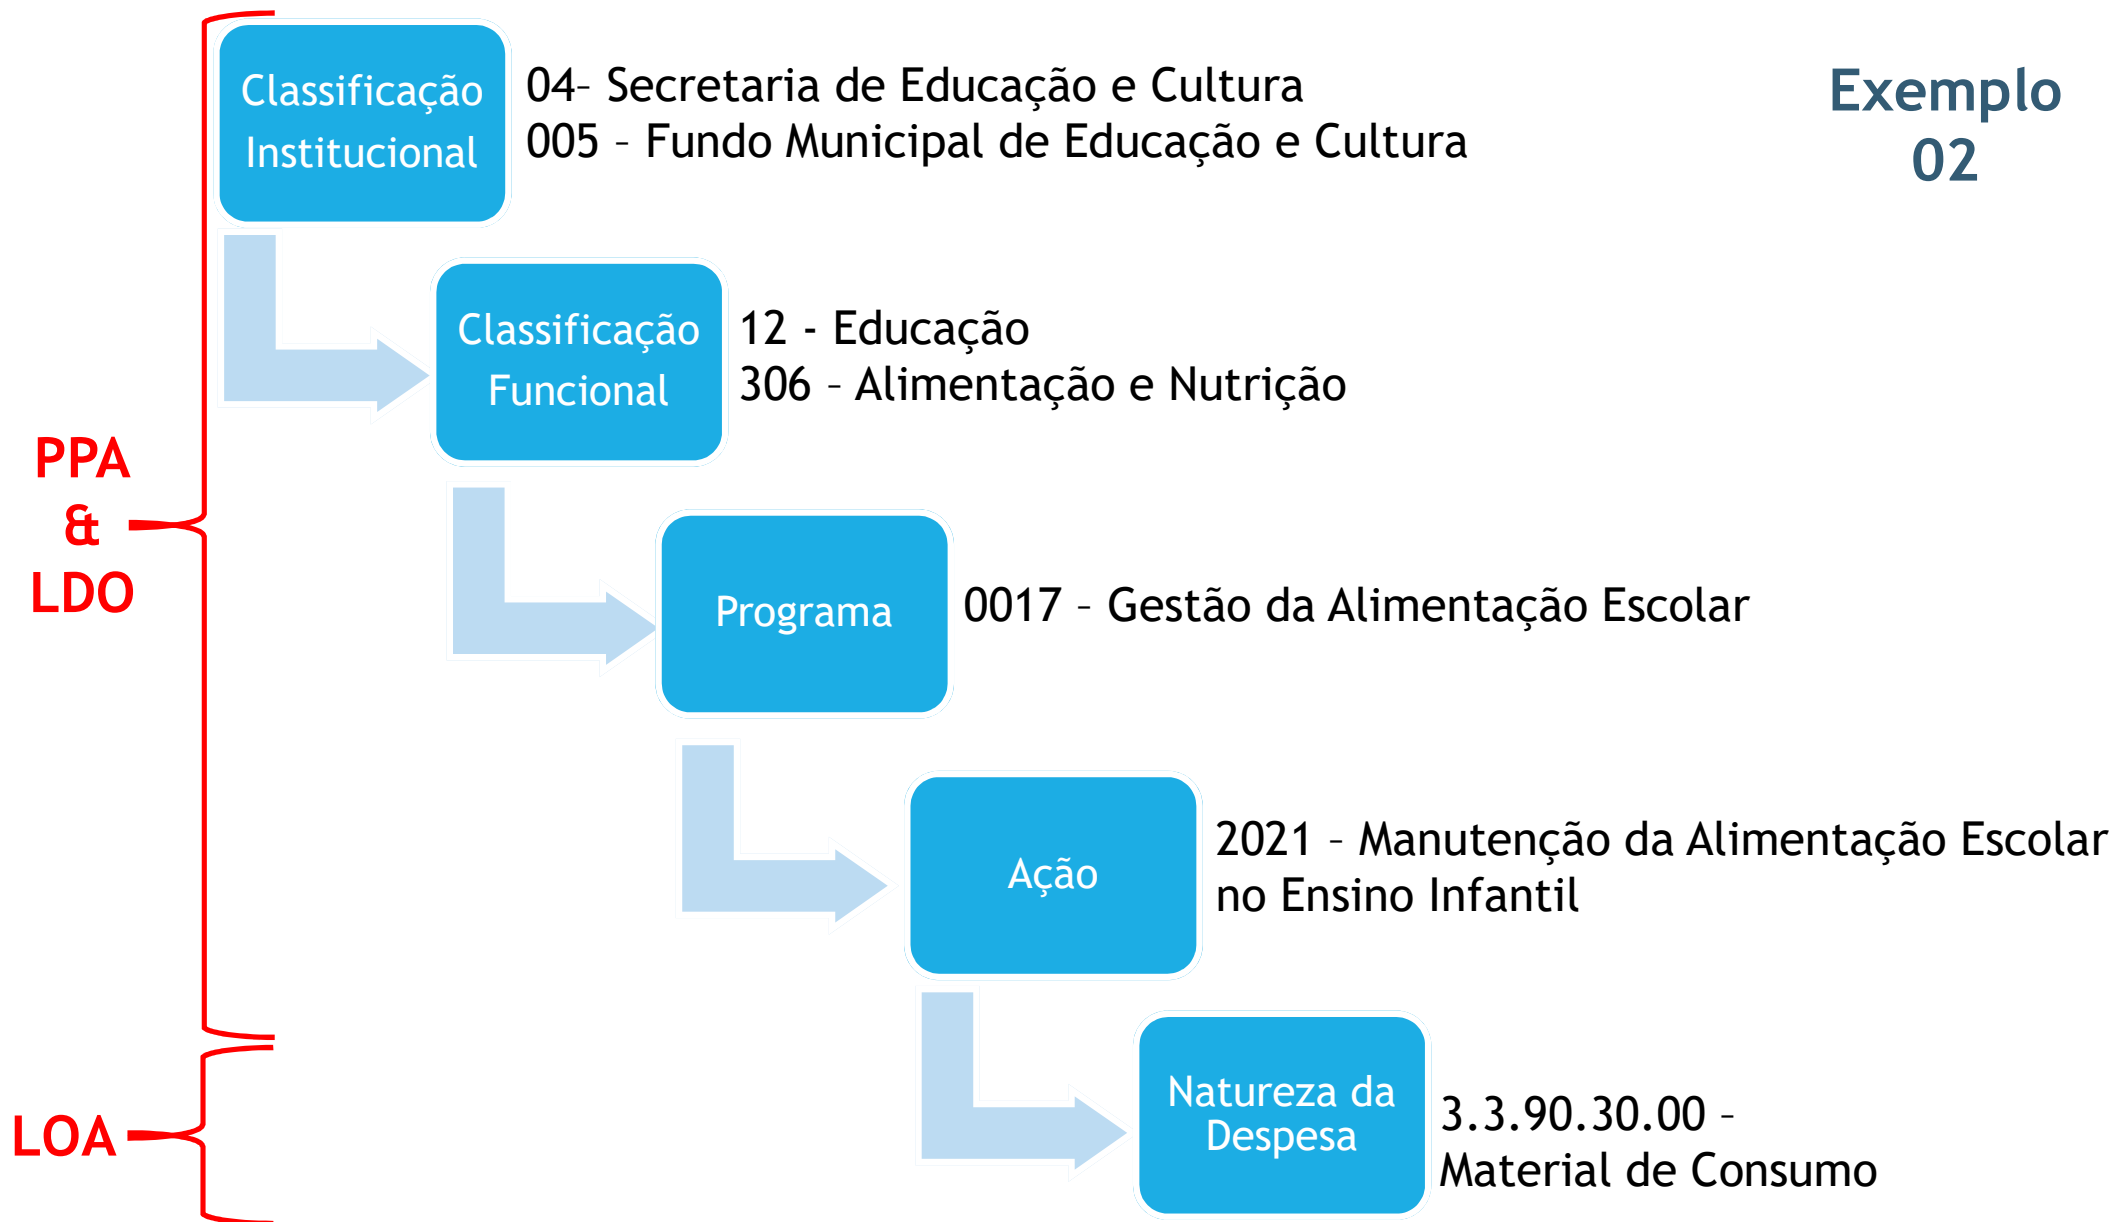 Classificação
Institucional
04– Secretaria de Educação e Cultura
005 – Fundo Municipal de Educação e Cultura
Exemplo
02
Classificação
Funcional
12 - Educação
306 – Alimentação e Nutrição
PPA
&
LDO
Programa
0017 – Gestão da Alimentação Escolar
Ação
2021 – Manutenção da Alimentação Escolar
no Ensino Infantil
LOA
Natureza da
Despesa
3.3.90.30.00 –
Material de Consumo